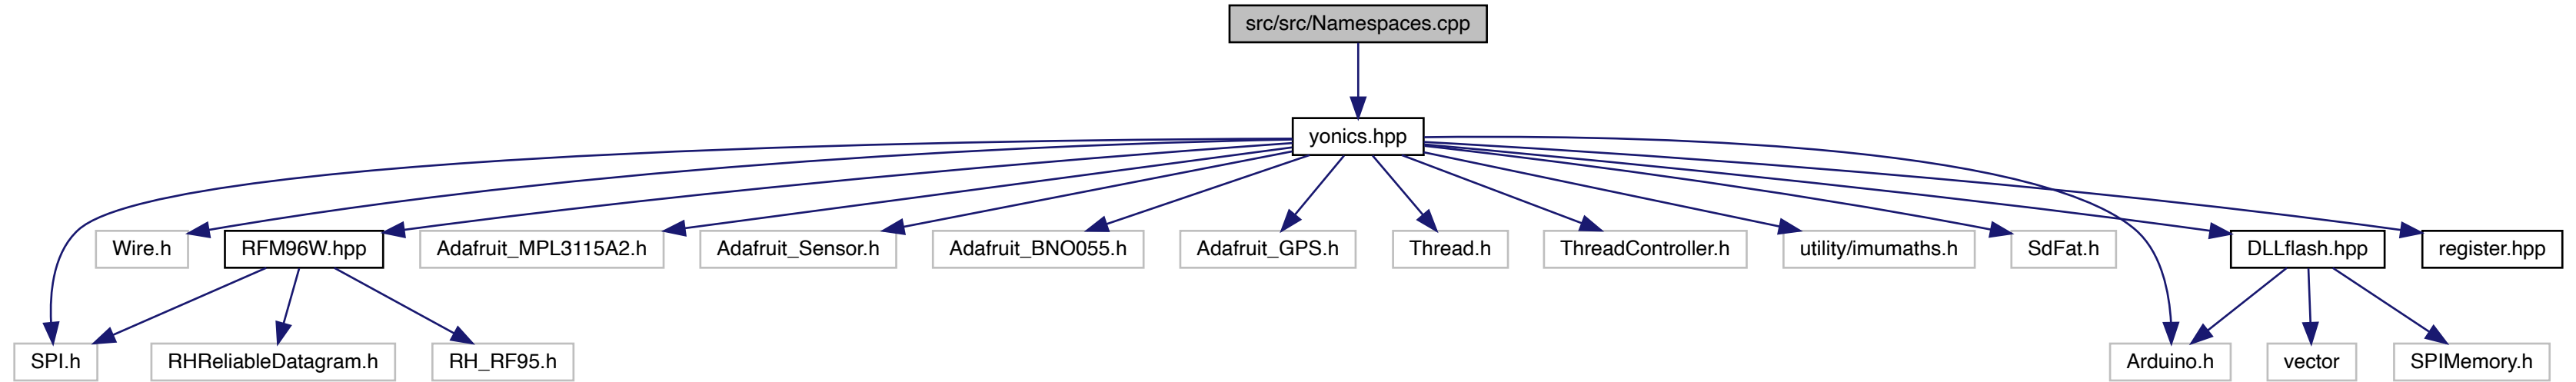 src/src/Namespaces.cpp
yonics.hpp
Wire.h
RFM96W.hpp
Adafruit_MPL3115A2.h
Adafruit_Sensor.h
Adafruit_BNO055.h
Adafruit_GPS.h
Thread.h
ThreadController.h
utility/imumaths.h
SdFat.h
DLLflash.hpp
register.hpp
SPI.h
RHReliableDatagram.h
RH_RF95.h
Arduino.h
vector
SPIMemory.h